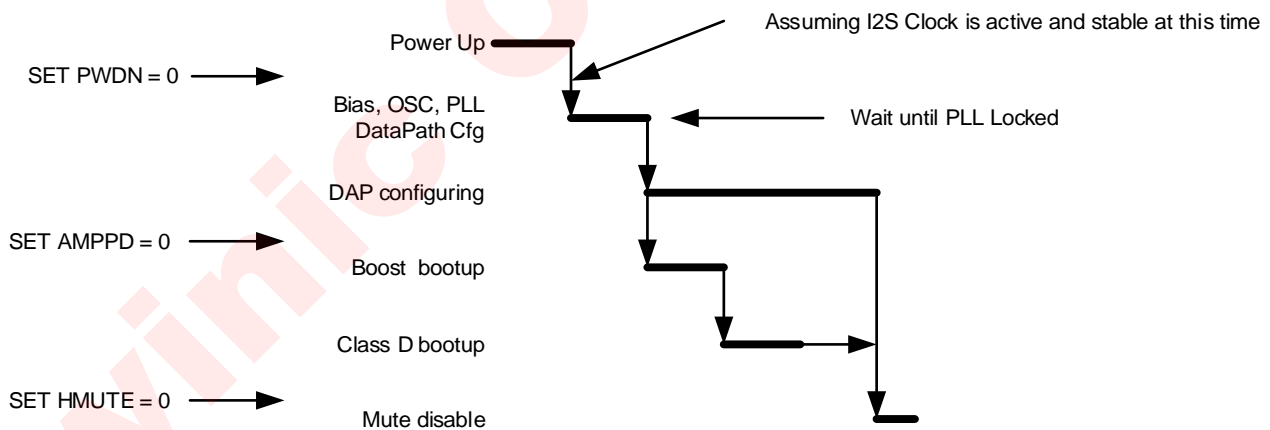 Assuming I2S Clock is active and stable at this time
Power Up
SET PWDN = 0
Bias, OSC, PLL
DataPath Cfg
Wait until PLL Locked
DAP configuring
SET AMPPD = 0
Boost bootup
Class D bootup
SET HMUTE = 0
Mute disable